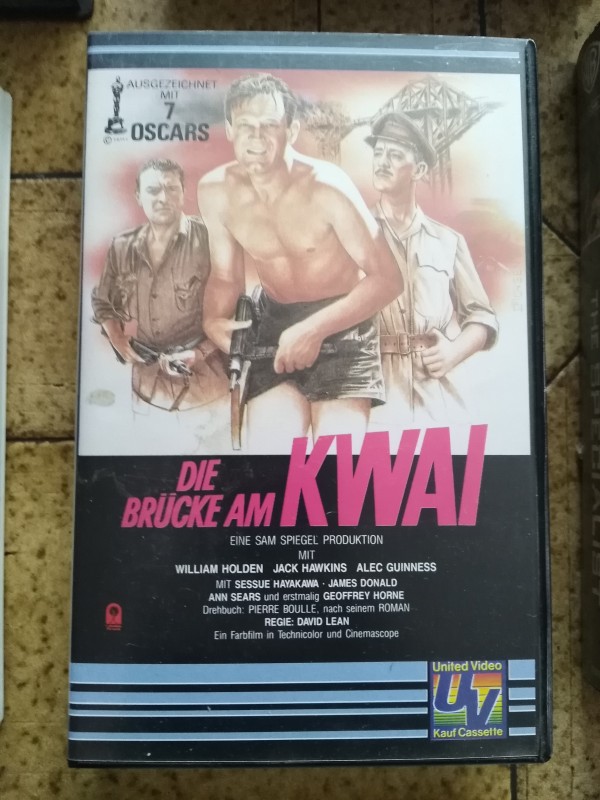 AUSGEZEICHNET
MIT
7
OSCARS
DIE
BRÜCKE AM KWAI
EINE SAM SPIEGEL PRODUKTION
MIT
WILLIAM HOLDEN JACK HAWKINS ALEC GUINNESS
MIT SESSUE HAYAKAWA · JAMES DONALD
ANN SEARS und erstmalig GEOFFREY HORNE
Drehbuch: PIERRE BOULLE, nach seinem ROMAN
REGIE: DAVID LEAN
Ein Farbfilm in Technicolor und Cinemascope
United Video
UV
Kauf Cassette
THE SPECIALIST